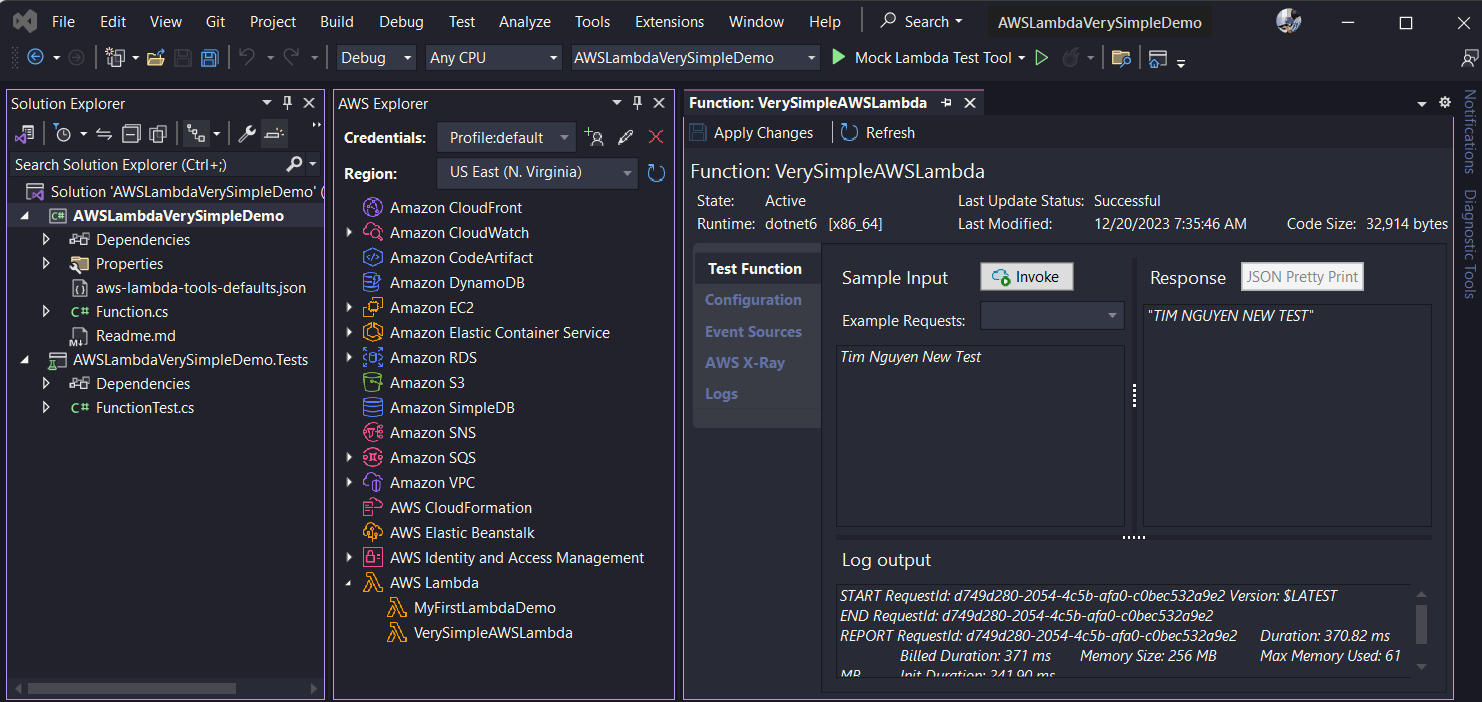 File Edit View Git Project Build Debug Test Analyze Tools Extensions Window Help Search AWSLambdaVerySimpleDemo
Debug Any CPU AWSLambdaVerySimpleDemo Mock Lambda Test Tool
Solution Explorer
Search Solution Explorer (Ctrl+;)
Solution 'AWSLambdaVerySimpleDemo' (
C# AWSLambdaVerySimpleDemo
Dependencies
Properties
aws-lambda-tools-defaults.json
C# Function.cs
Readme.md
AWSLambdaVerySimpleDemo.Tests
Dependencies
C# FunctionTest.cs
AWS Explorer
Credentials: Profile:default
Region: US East (N. Virginia)
Amazon CloudFront
Amazon CloudWatch
Amazon CodeArtifact
Amazon DynamoDB
Amazon EC2
Amazon Elastic Container Service
Amazon RDS
Amazon S3
Amazon SimpleDB
Amazon SNS
Amazon SQS
Amazon VPC
AWS CloudFormation
AWS Elastic Beanstalk
AWS Identity and Access Management
AWS Lambda
MyFirstLambdaDemo
VerySimpleAWSLambda
Function: VerySimpleAWSLambda
Apply Changes Refresh
Function: VerySimpleAWSLambda
State: Active Last Update Status: Successful
Runtime: dotnet6 [x86_64] Last Modified: 12/20/2023 7:35:46 AM Code Size: 32,914 bytes
Test Function
Configuration
Event Sources
AWS X-Ray
Logs
Sample Input Invoke
Example Requests:
Tim Nguyen New Test
Response JSON Pretty Print
"TIM NGUYEN NEW TEST"
Log output
START RequestId: d749d280-2054-4c5b-afa0-c0bec532a9e2 Version: $LATEST
END RequestId: d749d280-2054-4c5b-afa0-c0bec532a9e2
REPORT RequestId: d749d280-2054-4c5b-afa0-c0bec532a9e2 Duration: 370.82 ms
Billed Duration: 371 ms Memory Size: 256 MB Max Memory Used: 61
MB Init Duration: 241.90 ms
Notifications
Diagnostic Tools